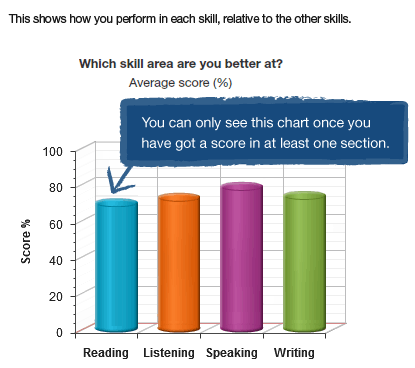 This shows how you perform in each skill, relative to the other skills.
Which skill area are you better at?
Average score (%)
You can only see this chart once you
have got a score in at least one section.
100
80
60
40
20
0
Score %
Reading Listening Speaking Writing